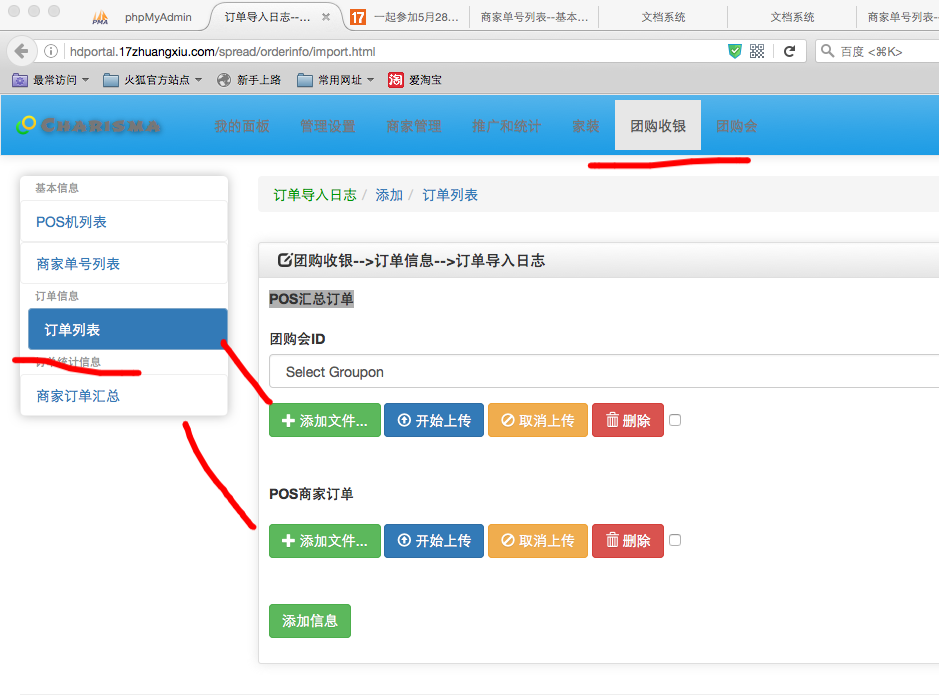 phpMyAdmin
订单导入日志--...
一起参加5月28...
商家单号列表--基本...
文档系统
文档系统
商家单号列表--
hdportal.17zhuangxiu.com/spread/orderinfo/import.html
百度 <⌘K>
最常访问
火狐官方站点
新手上路
常用网址
淘 爱淘宝
CHARISMA
我的面板
管理设置
商家管理
推广和统计
家装
团购收银
团购会
基本信息
POS机列表
商家单号列表
订单信息
订单列表
订单统计信息
商家订单汇总
订单导入日志 / 添加 / 订单列表
团购收银-->订单信息-->订单导入日志
POS汇总订单
团购会ID
Select Groupon
添加文件...
开始上传
取消上传
删除
POS商家订单
添加文件...
开始上传
取消上传
删除
添加信息